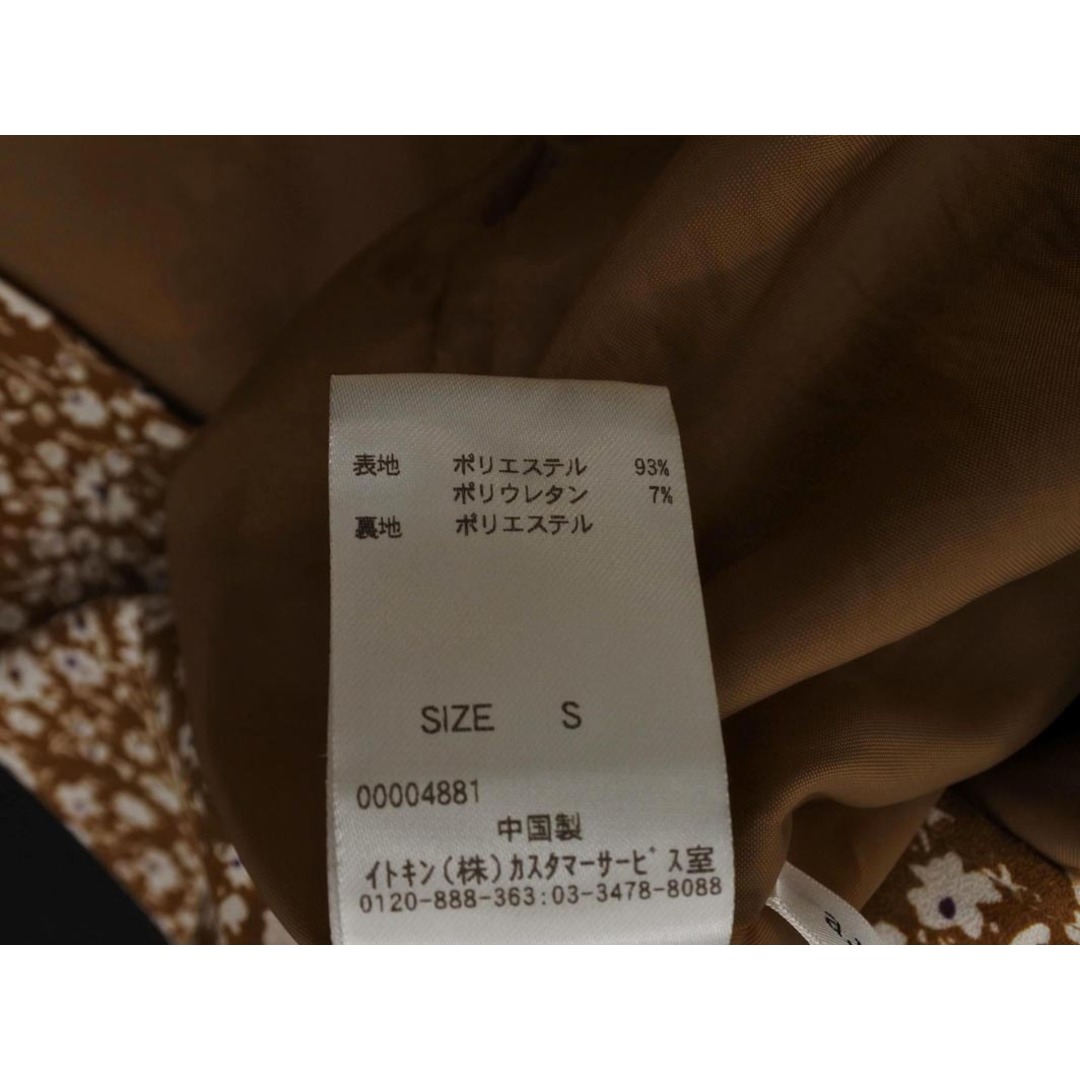 表地 ポリエステル 93%
ポリウレタン 7%
裏地 ポリエステル
SIZE S
00004881
中国製
イトキン(株)カスタマーサービス室
0120-888-363:03-3478-8088